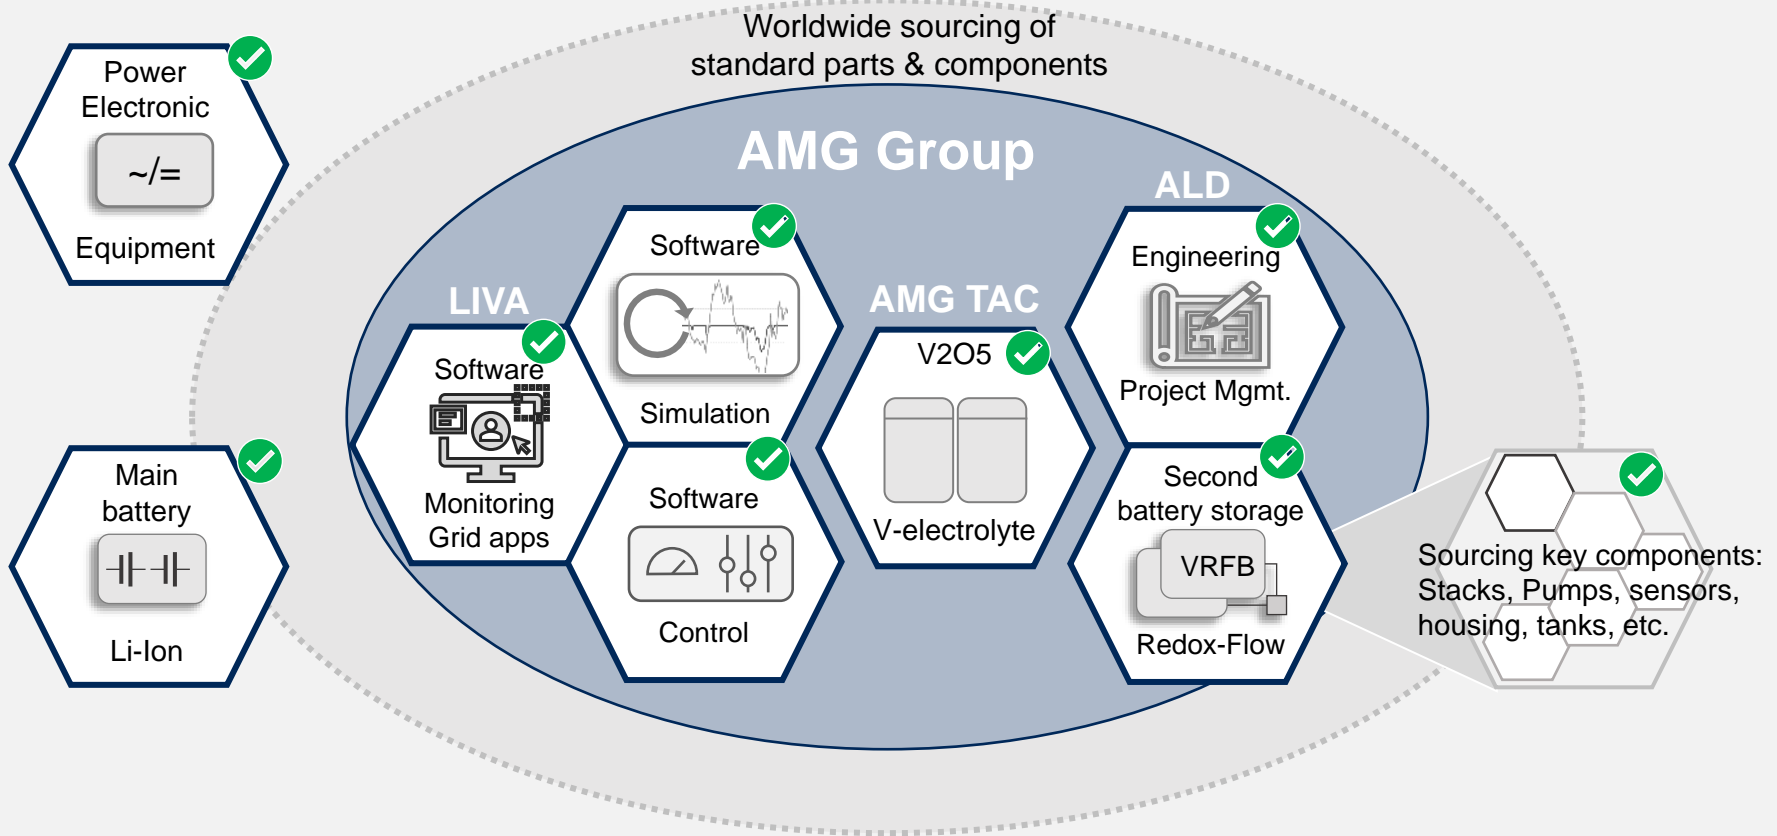 Worldwide sourcing of
standard parts & components
AMG Group
Power
Electronic
~/=
Equipment
Main
battery
Li-Ion
LIVA
Software
Monitoring
Grid apps
Software
Simulation
Software
Control
AMG TAC
V2O5
V-electrolyte
ALD
Engineering
Project Mgmt.
Second
battery storage
VRFB
Redox-Flow
Sourcing key components:
Stacks, Pumps, sensors,
housing, tanks, etc.